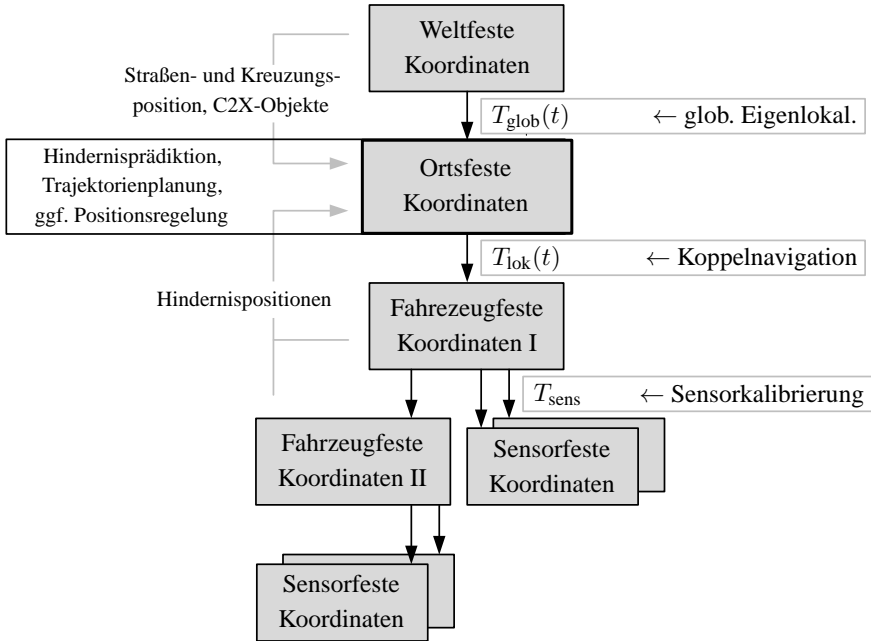 Weltfeste
Koordinaten
Straßen- und Kreuzungs-
position, C2X-Objekte
T_glob(t) ← glob. Eigenlokal.
Hindernisprädiktion,
Trajektorienplanung,
ggf. Positionsregelung
Ortsfeste
Koordinaten
T_lok(t) ← Koppelnavigation
Hindernispositionen
Fahrezeugfeste
Koordinaten I
T_sens ← Sensorkalibrierung
Fahrzeugfeste
Koordinaten II
Sensorfeste
Koordinaten
Sensorfeste
Koordinaten